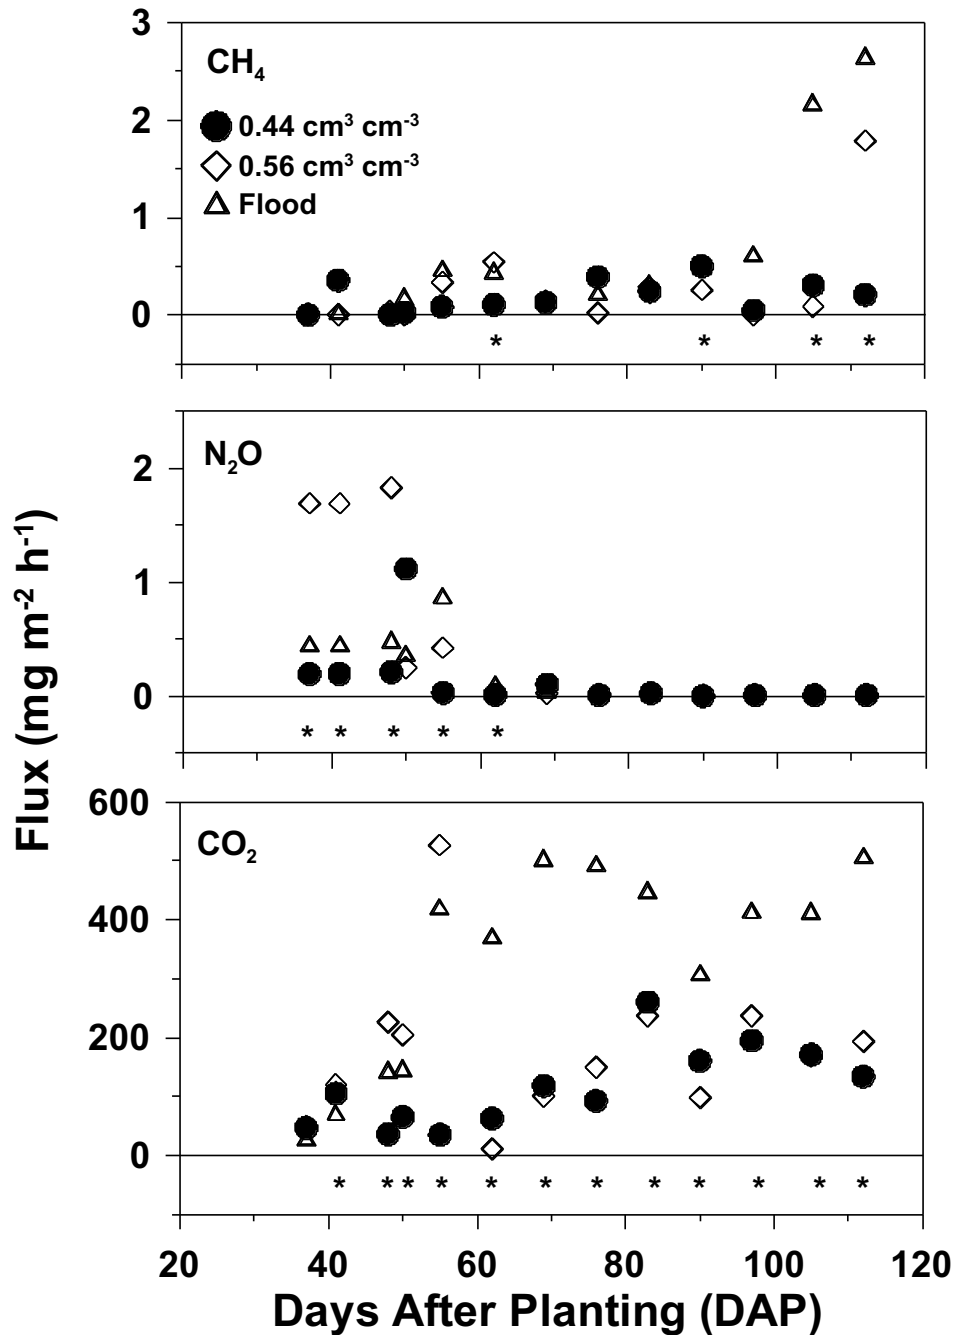 3
CH₄
0.44 cm³ cm⁻³
2
0.56 cm³ cm⁻³
Flood
1
0
* * * *
N₂O
2
1
0
* * * * *
Flux (mg m⁻² h⁻¹)
600
CO₂
400
200
0
* * * * * * * * * * * *
20 40 60 80 100 120
Days After Planting (DAP)